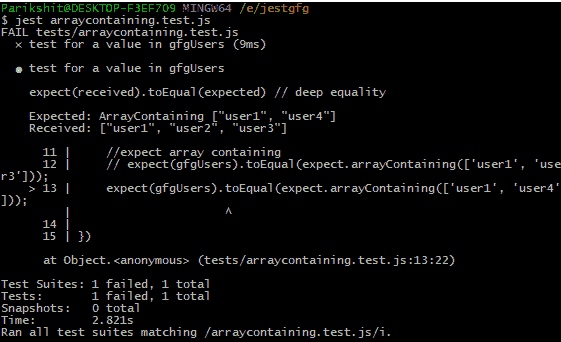 Parikshit@DESKTOP-F3EF7O9 MINGW64 /e/jestgfg
$ jest arraycontaining.test.js
FAIL tests/arraycontaining.test.js
× test for a value in gfgUsers (9ms)
● test for a value in gfgUsers
expect(received).toEqual(expected) // deep equality
Expected: ArrayContaining ["user1", "user4"]
Received: ["user1", "user2", "user3"]
11 | //expect array containing
12 | // expect(gfgUsers).toEqual(expect.arrayContaining(['user1', 'use
r3']));
> 13 | expect(gfgUsers).toEqual(expect.arrayContaining(['user1', 'user4'
]));
| ^
14 |
15 | })
at Object.<anonymous> (tests/arraycontaining.test.js:13:22)
Test Suites: 1 failed, 1 total
Tests: 1 failed, 1 total
Snapshots: 0 total
Time: 2.821s
Ran all test suites matching /arraycontaining.test.js/i.